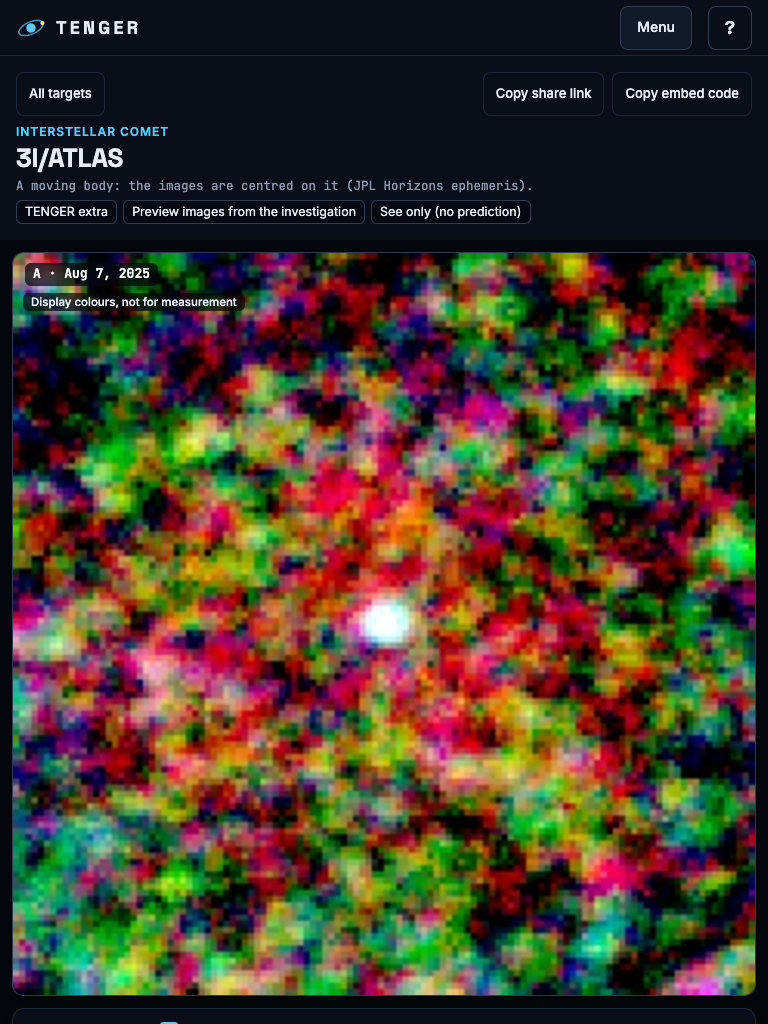 TENGER
Menu
?
All targets
Copy share link
Copy embed code
INTERSTELLAR COMET
3I/ATLAS
A moving body: the images are centred on it (JPL Horizons ephemeris).
TENGER extra
Preview images from the investigation
See only (no prediction)
A · Aug 7, 2025
Display colours, not for measurement